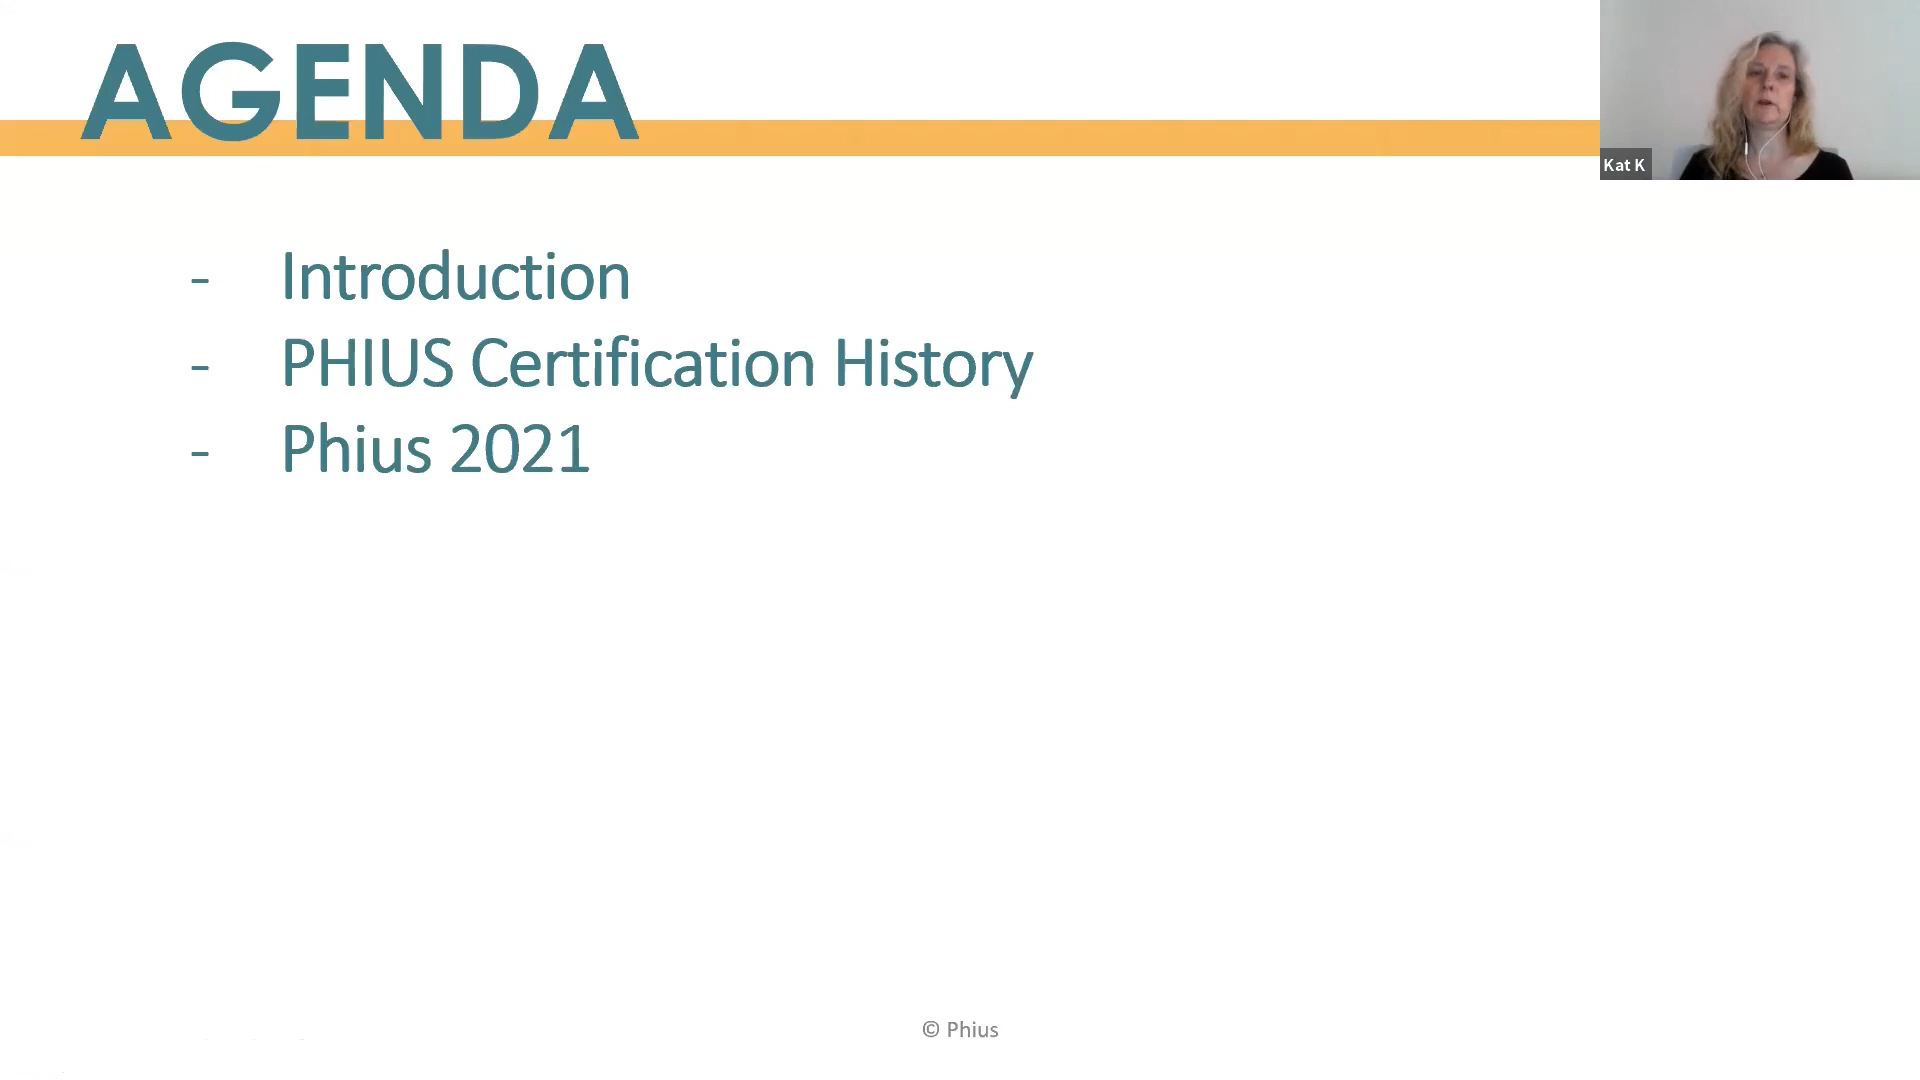 AGENDA
Kat K
- Introduction
- PHIUS Certification History
- Phius 2021
© Phius